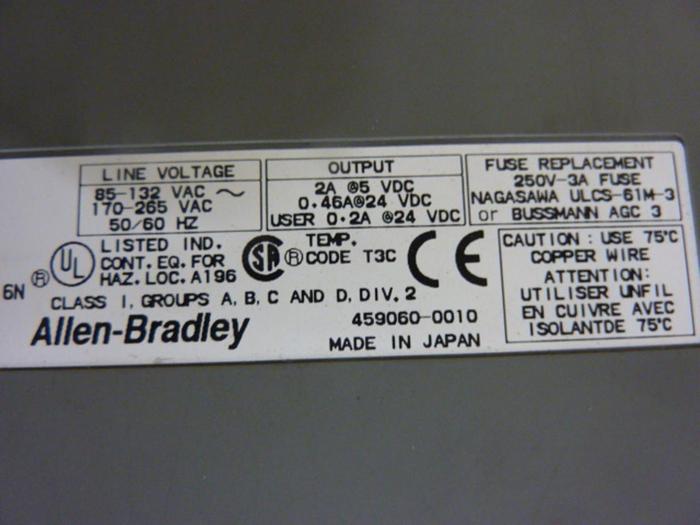 LINE VOLTAGE
85-132 VAC ~
170-265 VAC
50/60 HZ
OUTPUT
2A @5 VDC
0.46A@24 VDC
USER 0.2A @24 VDC
FUSE REPLACEMENT
250V-3A FUSE
NAGASAWA ULCS-61M-3
or BUSSMANN AGC 3
6N
UL ®
LISTED IND.
CONT. EQ. FOR
HAZ. LOC. A196
SA ®
TEMP.
CODE T3C
CE
CLASS I, GROUPS A, B, C AND D, DIV. 2
Allen-Bradley
459060-0010
MADE IN JAPAN
CAUTION : USE 75°C
COPPER WIRE
ATTENTION:
UTILISER UNFIL
EN CUIVRE AVEC
ISOLANTDE 75°C